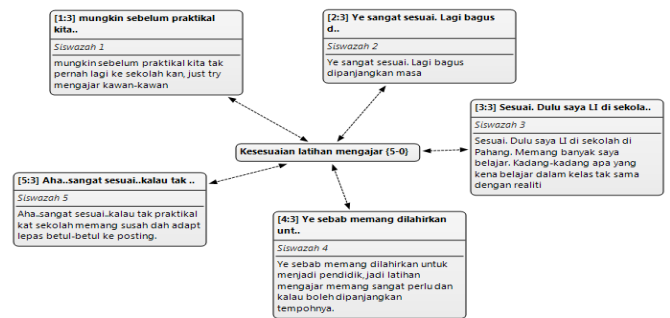 [1:3] mungkin sebelum praktikal
kita..
Siswazah 1
mungkin sebelum praktikal kita tak
pernah lagi ke sekolah kan, just try
mengajar kawan-kawan
[2:3] Ye sangat sesuai. Lagi bagus
d..
Siswazah 2
Ye sangat sesuai. Lagi bagus
dipanjangkan masa
[3:3] Sesuai. Dulu saya LI di sekola..
Siswazah 3
Sesuai. Dulu saya LI di sekolah di
Pahang. Memang banyak saya
belajar. Kadang-kadang apa yang
kena belajar dalam kelas tak sama
dengan realiti
Kesesuaian latihan mengajar {5-0}
[5:3] Aha..sangat sesuai..kalau tak ..
Siswazah 5
Aha..sangat sesuai..kalau tak praktikal
kat sekolah memang susah dah adapt
lepas betul-betul ke posting.
[4:3] Ye sebab memang dilahirkan
unt..
Siswazah 4
Ye sebab memang dilahirkan untuk
menjadi pendidik, jadi latihan
mengajar memang sangat perlu dan
kalau boleh dipanjangkan
tempohnya.